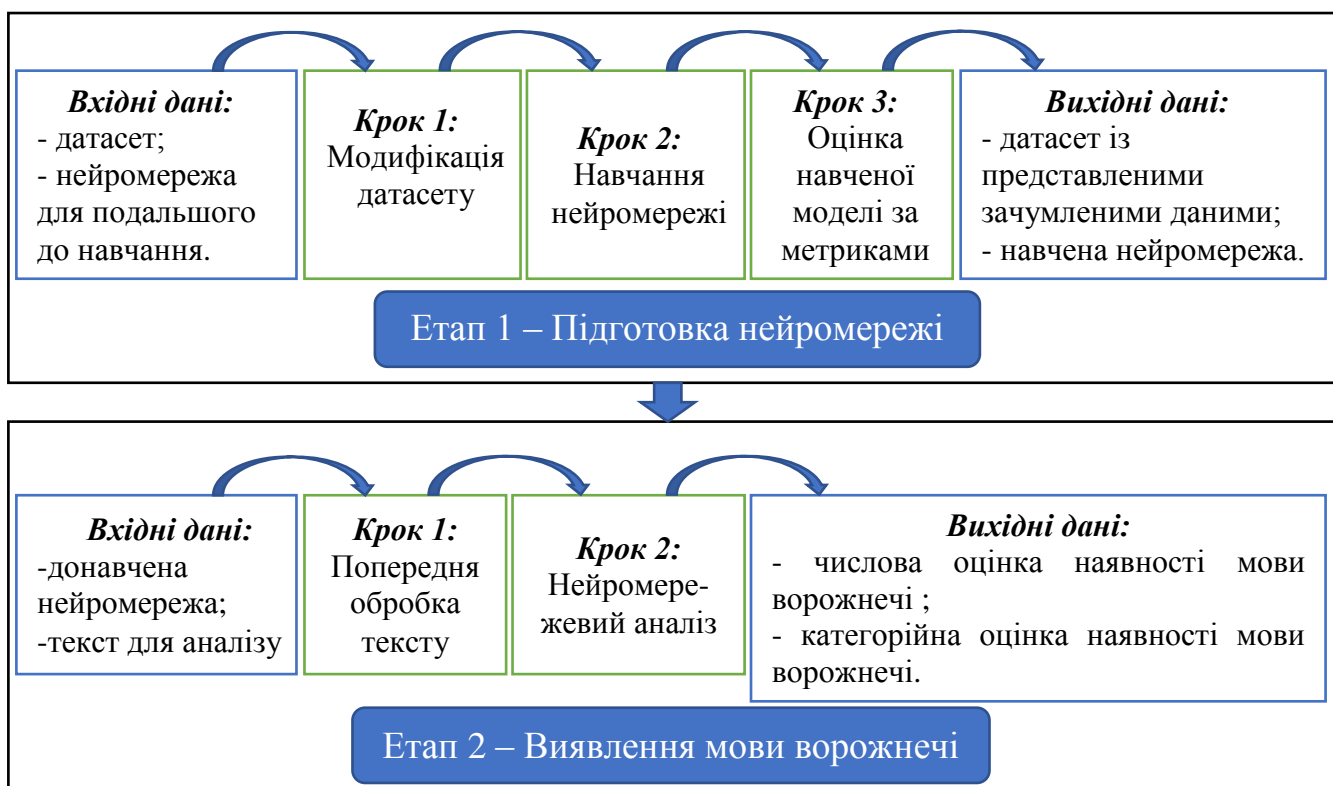 Вхідні дані:
- датасет;
- нейромережа
для подальшого
до навчання.
Крок 1:
Модифікація
датасету
Крок 2:
Навчання
нейромережі
Крок 3:
Оцінка
навченої
моделі за
метриками
Вихідні дані:
- датасет із
представленими
зачумленими даними;
- навчена нейромережа.
Етап 1 – Підготовка нейромережі
Вхідні дані:
-донавчена
нейромережа;
-текст для аналізу
Крок 1:
Попередня
обробка
тексту
Крок 2:
Нейромере-
жевий аналіз
Вихідні дані:
- числова оцінка наявності мови
ворожнечі ;
- категорійна оцінка наявності мови
ворожнечі.
Етап 2 – Виявлення мови ворожнечі